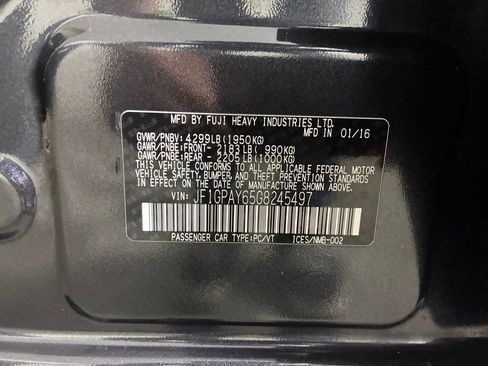 MFD BY FUJI HEAVY INDUSTRIES LTD.
MFD IN 01/16
GVWR/PNBV: 4299LB(1950KG)
GAWR/PNBE:FRONT- 2183LB( 990KG)
GAWR/PNBE:REAR - 2205LB(1000KG)
THIS VEHICLE CONFORMS TO ALL APPLICABLE FEDERAL MOTOR
VEHICLE SAFETY, BUMPER, AND THEFT PREVENTION STANDARDS
IN EFFECT ON THE DATE OF MANUFACTURE SHOWN ABOVE.
VIN: JF1GPAY65G8245497
PASSENGER CAR TYPE:PC/VT ICES/NMB-002